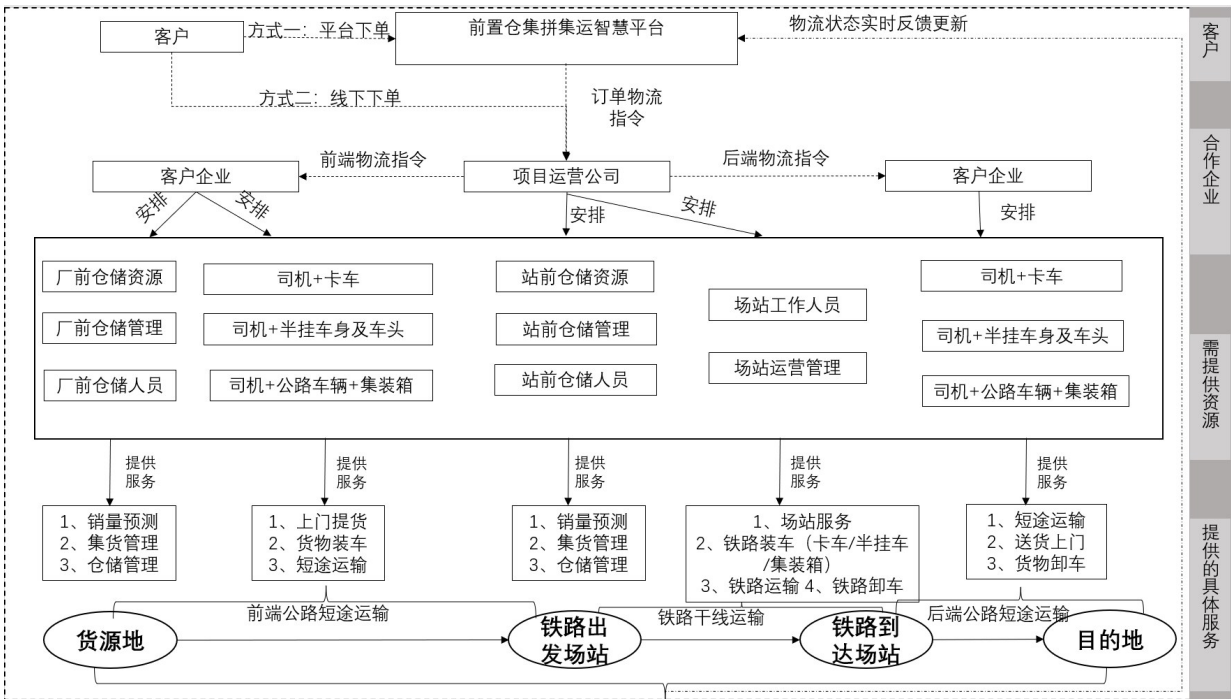 客户
方式一：平台下单
前置仓集拼集运智慧平台
物流状态实时反馈更新
方式二：线下下单
订单物流
指令
客户企业
前端物流指令
项目运营公司
后端物流指令
客户企业
安排
安排
安排
安排
安排
厂前仓储资源
厂前仓储管理
厂前仓储人员
司机+卡车
司机+半挂车身及车头
司机+公路车辆+集装箱
站前仓储资源
站前仓储管理
站前仓储人员
场站工作人员
场站运营管理
司机+卡车
司机+半挂车身及车头
司机+公路车辆+集装箱
提供
服务
提供
服务
提供
服务
提供
服务
提供
服务
1、销量预测
2、集货管理
3、仓储管理
1、上门提货
2、货物装车
3、短途运输
1、销量预测
2、集货管理
3、仓储管理
1、场站服务
2、铁路装车（卡车/半挂车
/集装箱）
3、铁路运输 4、铁路卸车
1、短途运输
2、送货上门
3、货物卸车
前端公路短途运输
铁路干线运输
后端公路短途运输
货源地
铁路出
发场站
铁路到
达场站
目的地
客户
合作企业
需提供资源
提供的具体服务